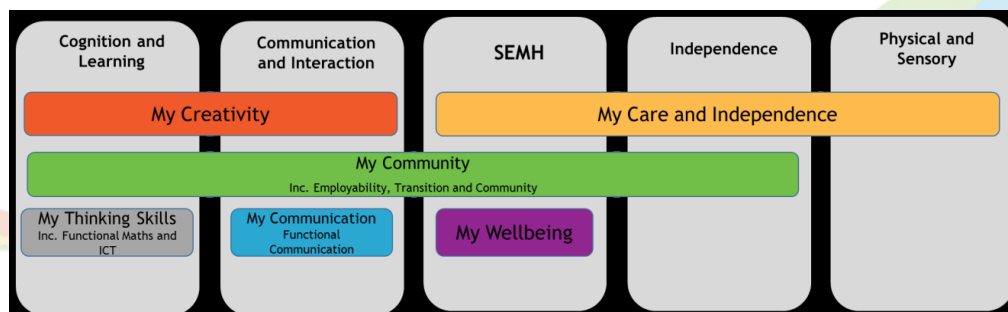 Cognition and
Learning
Communication
and Interaction
SEMH
Independence
Physical and
Sensory
My Creativity
My Care and Independence
My Community
Inc. Employability, Transition and Community
My Thinking Skills
Inc. Functional Maths and
ICT
My Communication
Functional
Communication
My Wellbeing